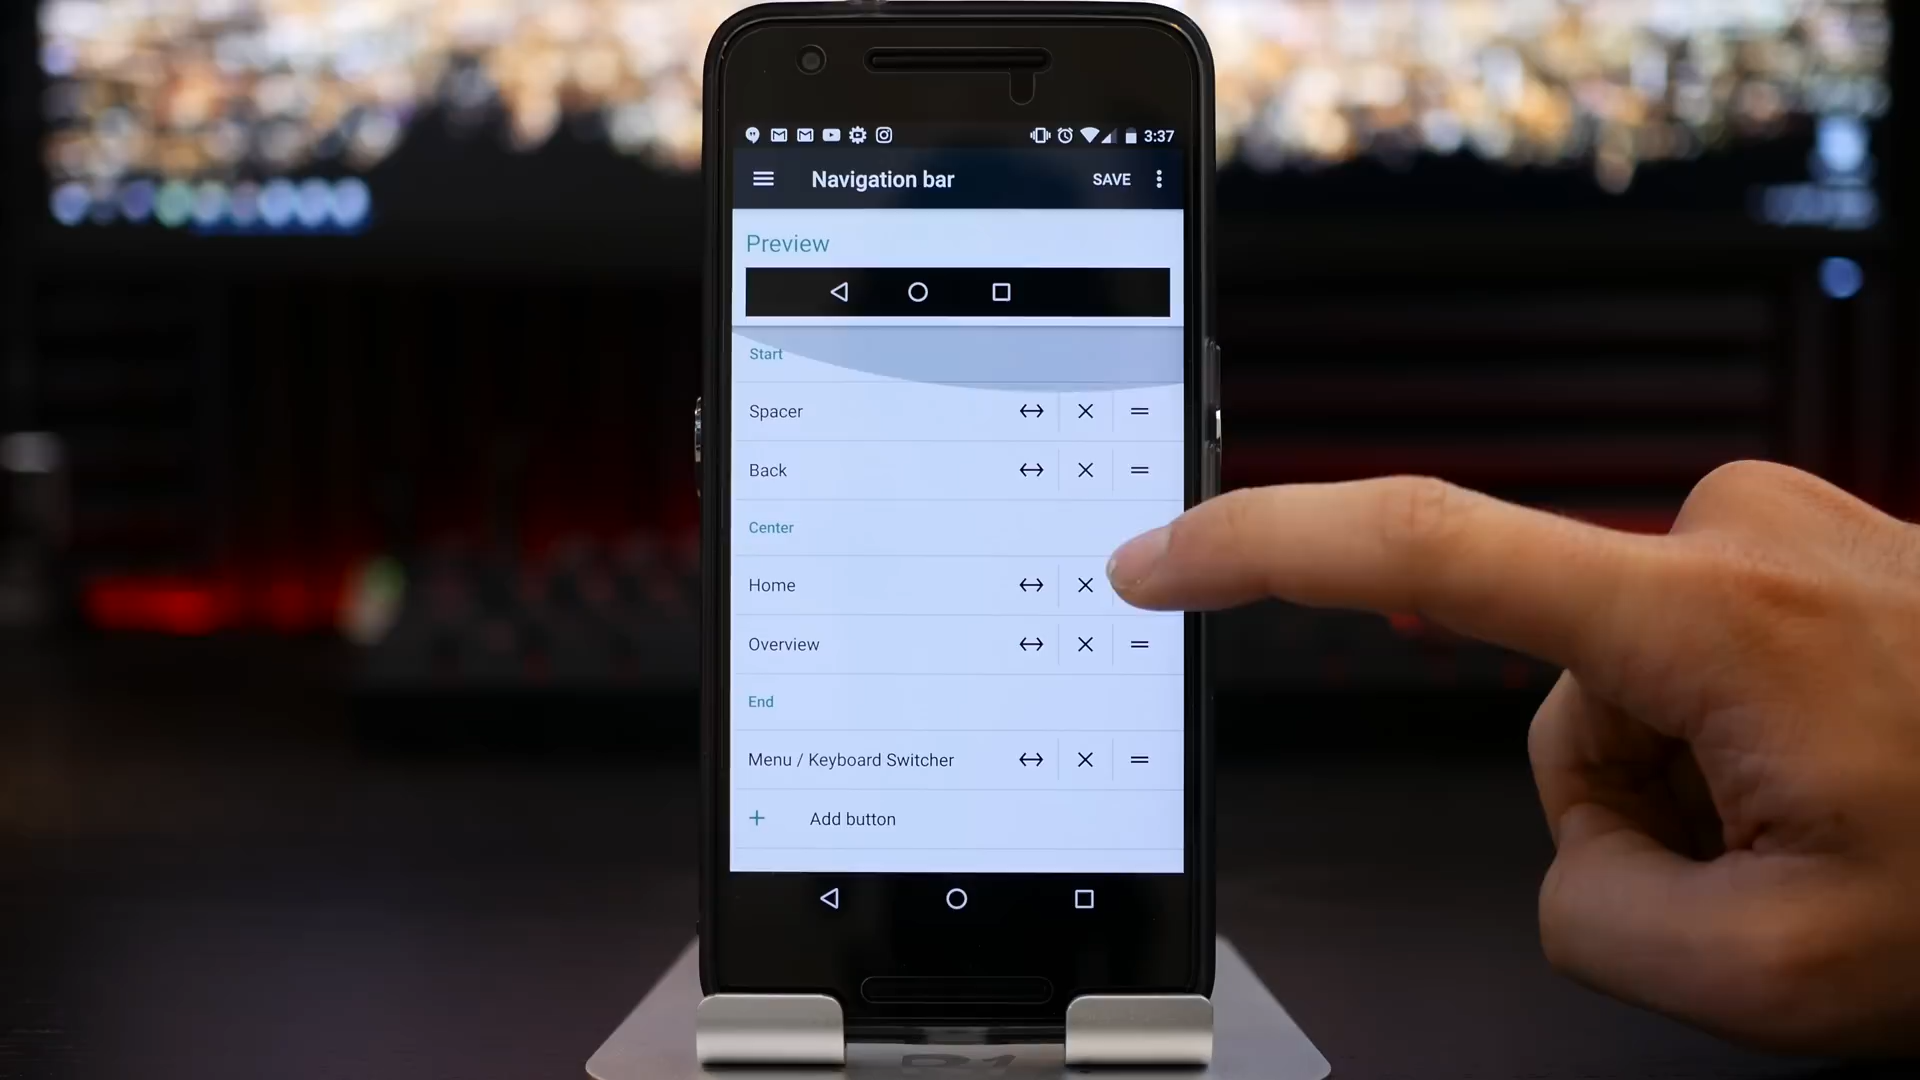 3:37
Navigation bar SAVE
Preview
Start
Spacer
Back
Center
Home
Overview
End
Menu / Keyboard Switcher
+ Add button